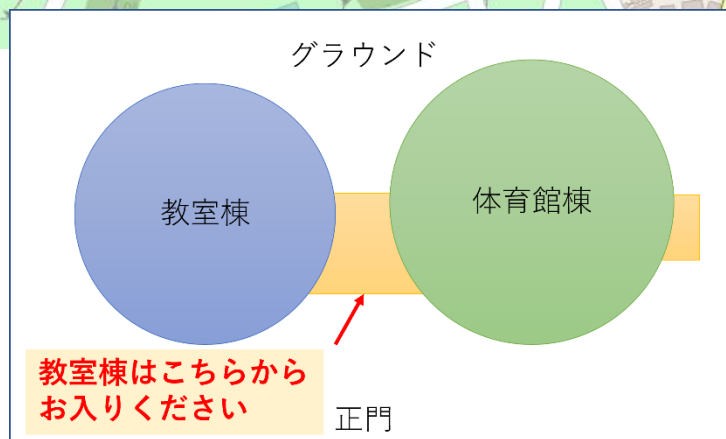 グラウンド
教室棟
体育館棟
教室棟はこちらから
お入りください
正門